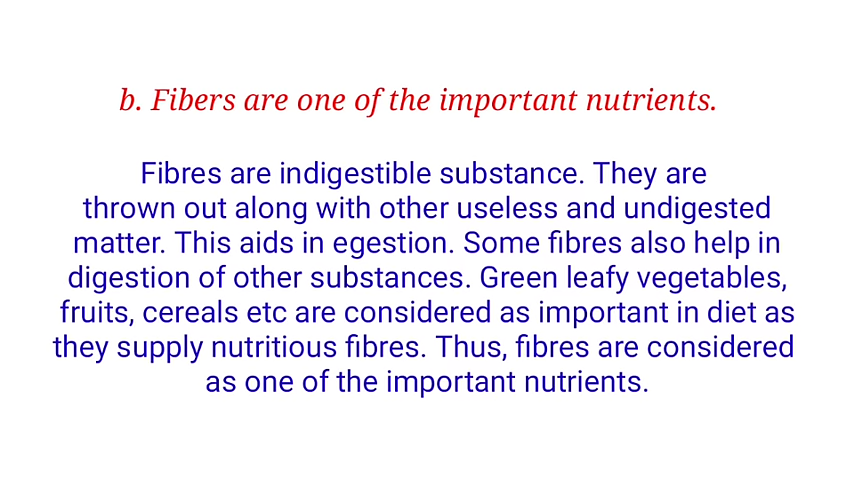 b. Fibers are one of the important nutrients.
Fibres are indigestible substance. They are
thrown out along with other useless and undigested
matter. This aids in egestion. Some fibres also help in
digestion of other substances. Green leafy vegetables,
fruits, cereals etc are considered as important in diet as
they supply nutritious fibres. Thus, fibres are considered
as one of the important nutrients.